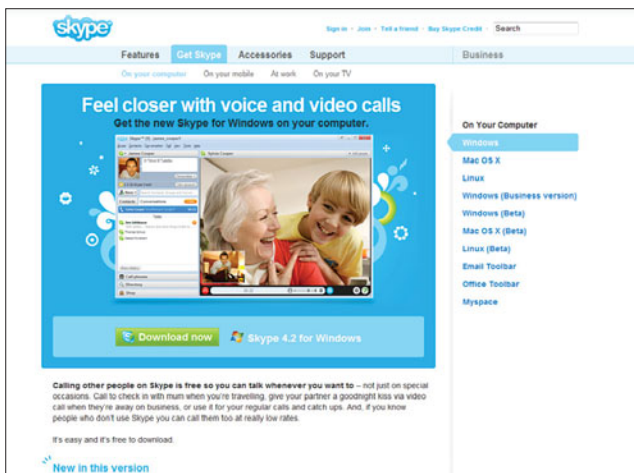 skype
Sign in • Join • Tell a friend • Buy Skype Credit
Search
Features Get Skype Accessories Support Business
On your computer On your mobile At work On your TV
Feel closer with voice and video calls
Get the new Skype for Windows on your computer.
Contacts Conversations
Call phones
Directory
Shop
Download now
Skype 4.2 for Windows
On Your Computer
Windows
Mac OS X
Linux
Windows (Business version)
Windows (Beta)
Mac OS X (Beta)
Linux (Beta)
Email Toolbar
Office Toolbar
Myspace
Calling other people on Skype is free so you can talk whenever you want to – not just on special
occasions. Call to check in with mum when you're travelling, give your partner a goodnight kiss via video
call when they're away on business, or use it for your regular calls and catch ups. And, if you know
people who don't use Skype you can call them too at really low rates.
It's easy and it's free to download.
New in this version